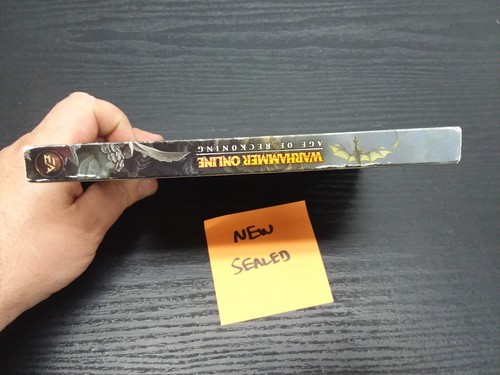 WARHAMMER ONLINE
AGE OF RECKONING
EA
NEW
SEALED